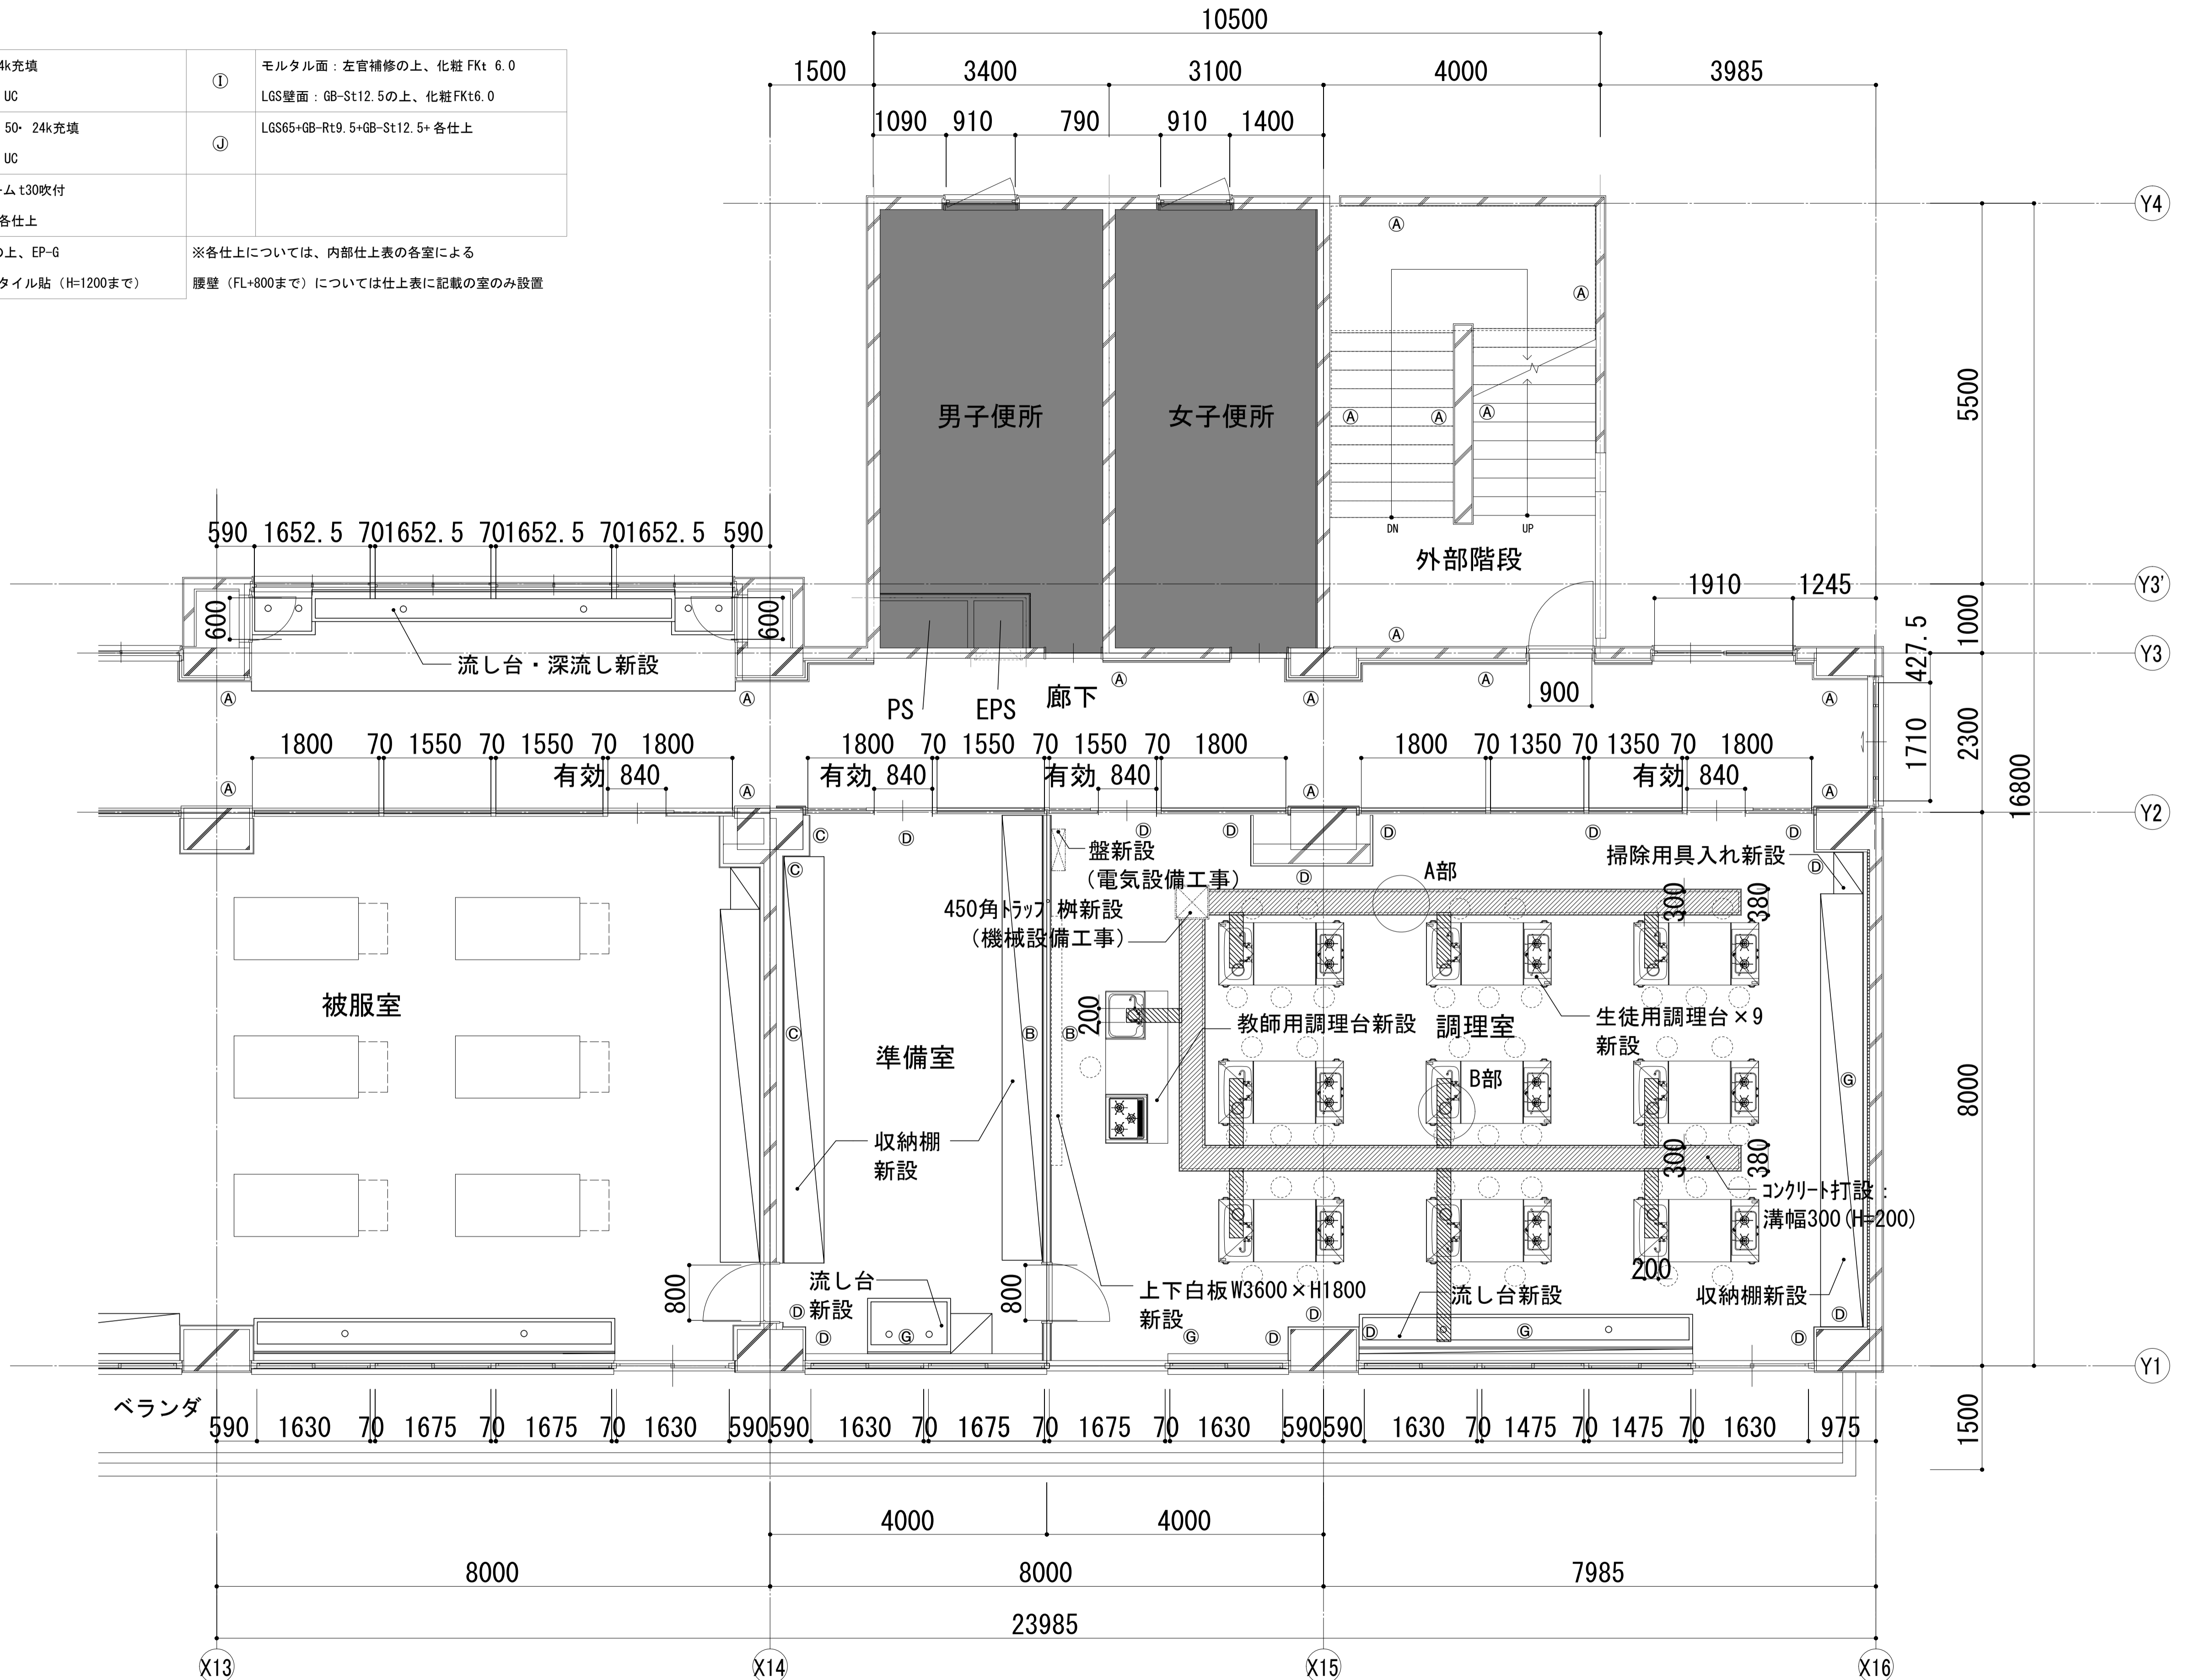 10500
1500 3400 3100 4000 3985
1090 910 790 910 1400
4k充填
UC
Ⓘ
モルタル面：左官補修の上、化粧 FKt 6.0
LGS壁面：GB-St12.5の上、化粧FKt6.0
50・ 24k充填
UC
Ⓙ
LGS65+GB-Rt9.5+GB-St12.5+ 各仕上
ーム t30吹付
各仕上
の上、EP-G
タイル貼（H=1200まで）
※各仕上については、内部仕上表の各室による
腰壁（FL+800まで）については仕上表に記載の室のみ設置
Y4
Ⓐ
Ⓐ
5500
男子便所
女子便所
Ⓐ Ⓐ Ⓐ
DN UP
外部階段
590 1652.5 70 1652.5 70 1652.5 70 1652.5 590
Y3'
1910 1245
600
600
1000
427.5
流し台・深流し新設
Ⓐ
Y3
Ⓐ Ⓐ
PS
EPS
廊下
Ⓐ Ⓐ Ⓐ Ⓐ
900
1710
2300
16800
1800 70 1550 70 1550 70 1800
有効 840
1800 70 1550 70 1550 70 1800
有効 840
有効 840
1800 70 1350 70 1350 70 1800
有効 840
Ⓐ Ⓐ Ⓐ Ⓐ
Y2
Ⓒ Ⓓ Ⓓ Ⓓ Ⓓ Ⓓ Ⓓ
盤新設
（電気設備工事）
掃除用具入れ新設
Ⓓ
Ⓒ
Ⓓ
A部
450角トラップ桝新設
（機械設備工事）
300
380
被服室
200
教師用調理台新設
調理室
生徒用調理台×9
新設
Ⓒ Ⓑ Ⓑ
準備室
B部
Ⓖ
8000
収納棚
新設
300
380
コンクリート打設：
溝幅300(H=200)
200
800
流し台
新設
Ⓓ
800
上下白板W3600×H1800
新設
流し台新設
収納棚新設
Ⓓ Ⓖ Ⓖ Ⓓ Ⓓ Ⓓ Ⓖ Ⓓ Ⓓ
Y1
ベランダ
590 1630 70 1675 70 1675 70 1630 590 590 1630 70 1675 70 1675 70 1630 590 590 1630 70 1475 70 1475 70 1630 975
1500
4000 4000
8000 8000 7985
23985
X13 X14 X15 X16